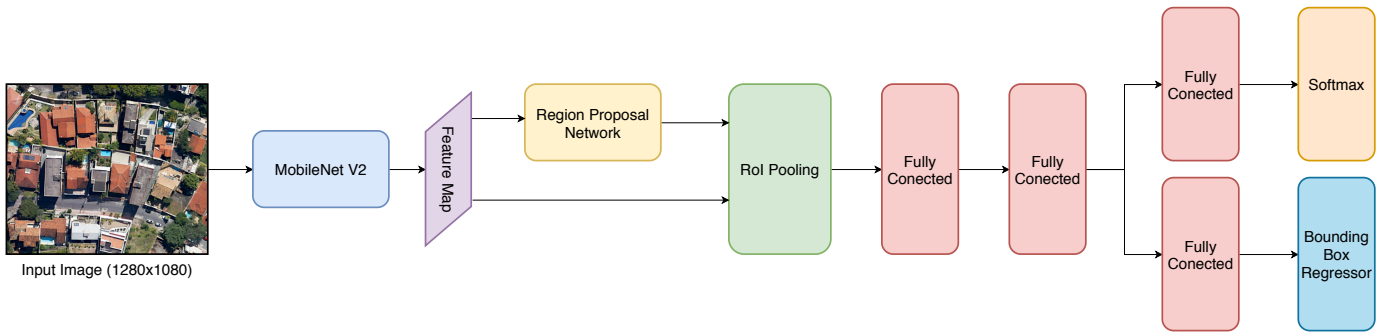 Input Image (1280x1080)
MobileNet V2
Feature Map
Region Proposal
Network
RoI Pooling
Fully
Conected
Fully
Conected
Fully
Conected
Softmax
Fully
Conected
Bounding
Box
Regressor